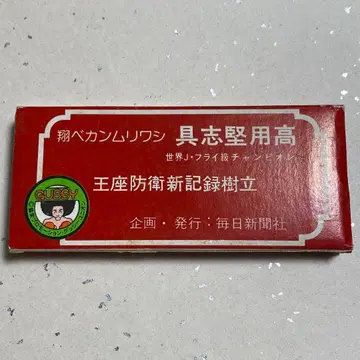 翔べカンムリワシ 具志堅用高
世界J・フライ級チャンピオン
王座防衛新記録樹立
企画・発行：毎日新聞社